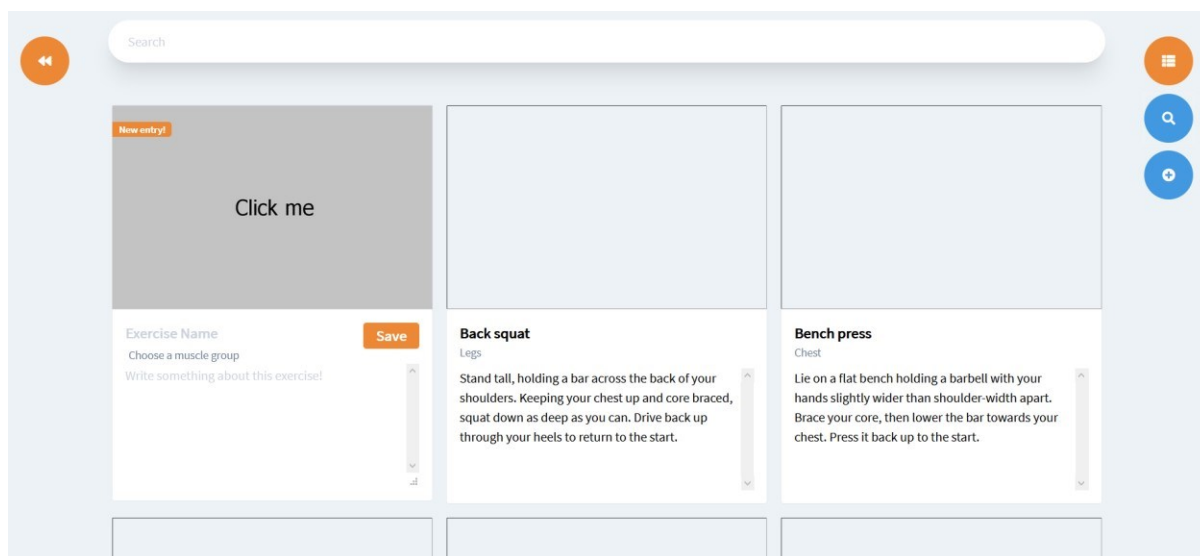 Search
New entry!
Click me
Exercise Name
Save
Choose a muscle group
Write something about this exercise!
Back squat
Legs
Stand tall, holding a bar across the back of your
shoulders. Keeping your chest up and core braced,
squat down as deep as you can. Drive back up
through your heels to return to the start.
Bench press
Chest
Lie on a flat bench holding a barbell with your
hands slightly wider than shoulder-width apart.
Brace your core, then lower the bar towards your
chest. Press it back up to the start.